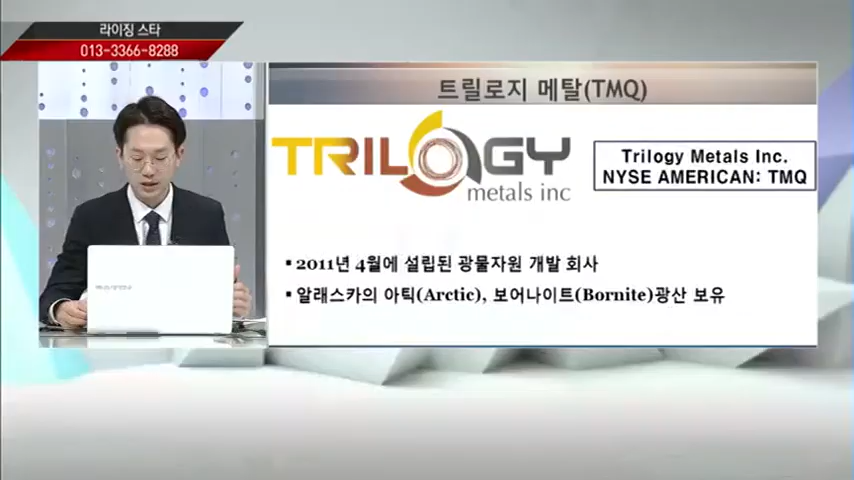 라이징 스타
013-3366-8288
트릴로지 메탈(TMQ)
TRILOGY
metals inc
Trilogy Metals Inc.
NYSE AMERICAN: TMQ
▪ 2011년 4월에 설립된 광물자원 개발 회사
▪ 알래스카의 아틱(Arctic), 보어나이트(Bornite)광산 보유